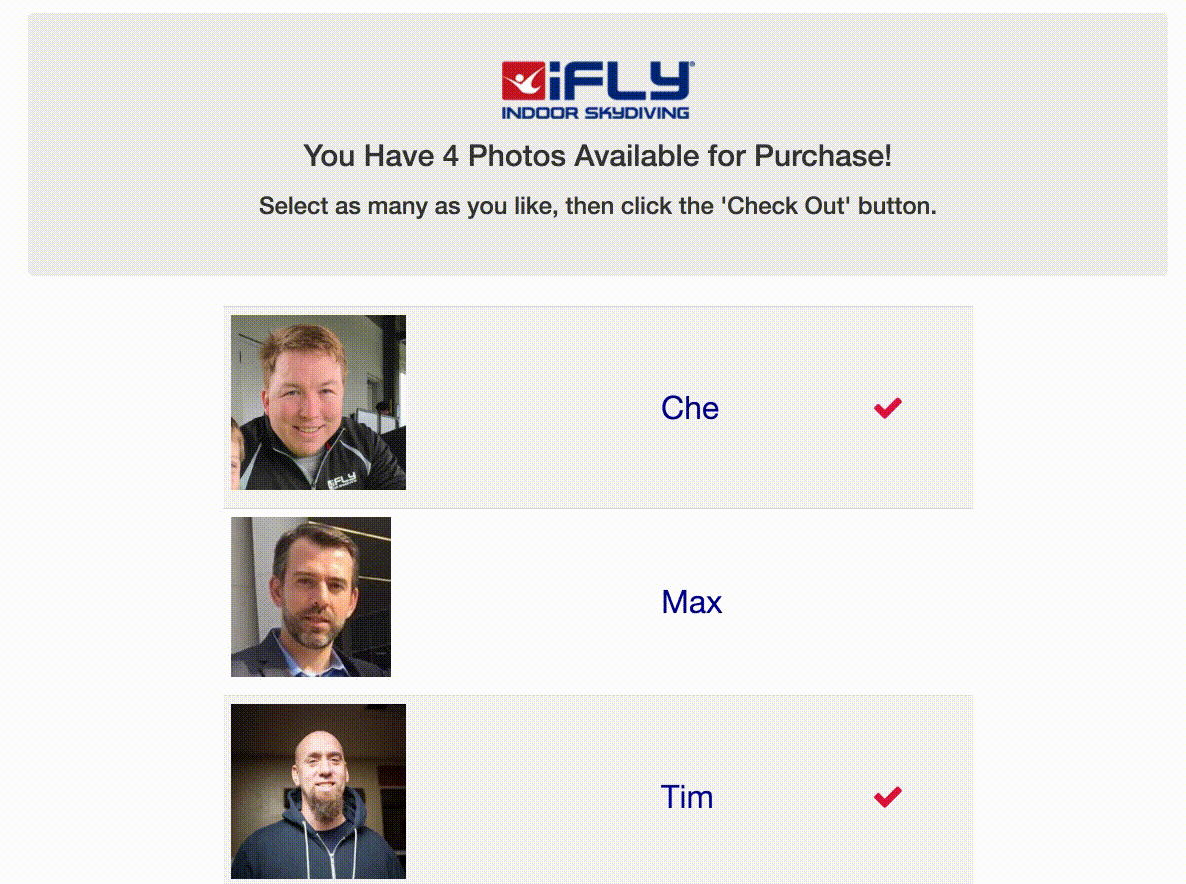 iFLY®
INDOOR SKYDIVING
You Have 4 Photos Available for Purchase!
Select as many as you like, then click the 'Check Out' button.
Che
iFLY
Max
Tim